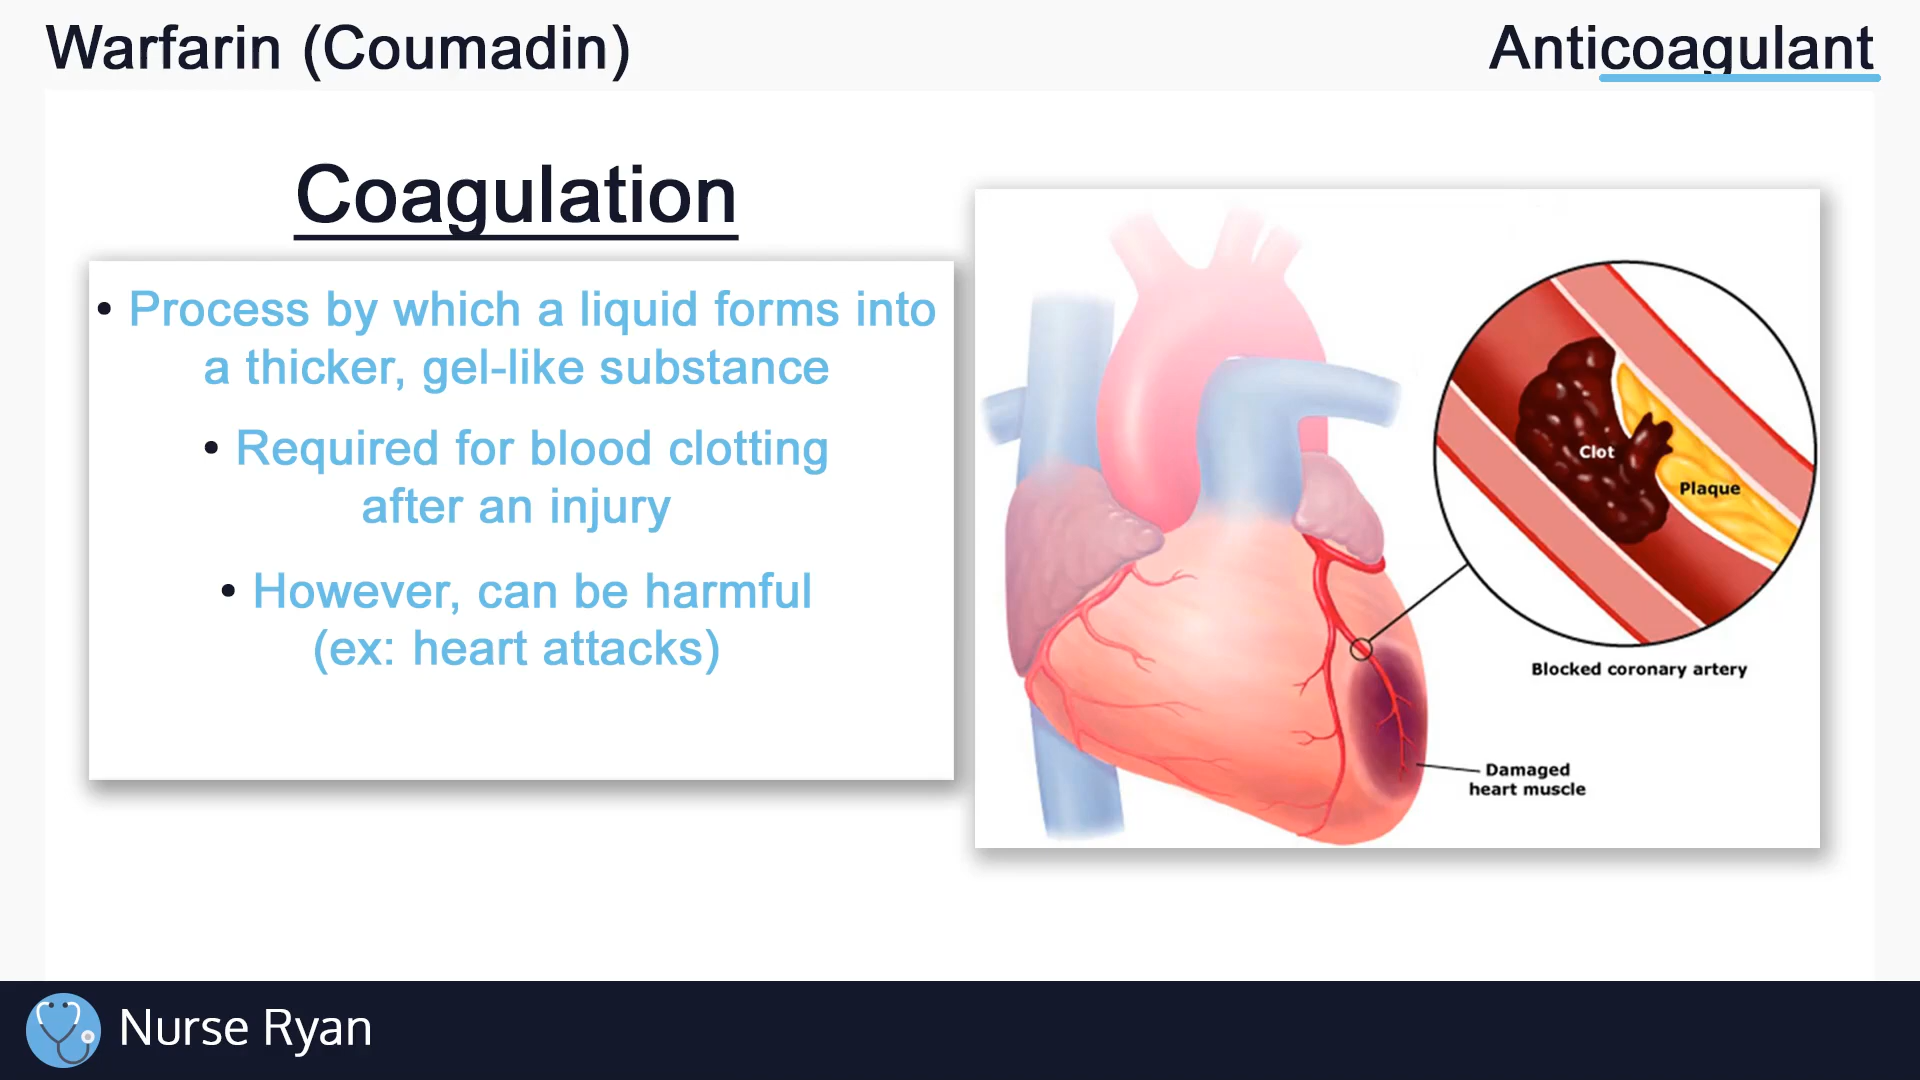 Warfarin (Coumadin)
Anticoagulant
Coagulation
• Process by which a liquid forms into
a thicker, gel-like substance
• Required for blood clotting
after an injury
• However, can be harmful
(ex: heart attacks)
Clot
Plaque
Blocked coronary artery
Damaged
heart muscle
Nurse Ryan